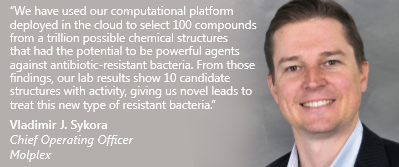 “We have used our computational platform
deployed in the cloud to select 100 compounds
from a trillion possible chemical structures
that had the potential to be powerful agents
against antibiotic-resistant bacteria. From those
findings, our lab results show 10 candidate
structures with activity, giving us novel leads to
treat this new type of resistant bacteria.”
Vladimir J. Sykora
Chief Operating Officer
Molplex